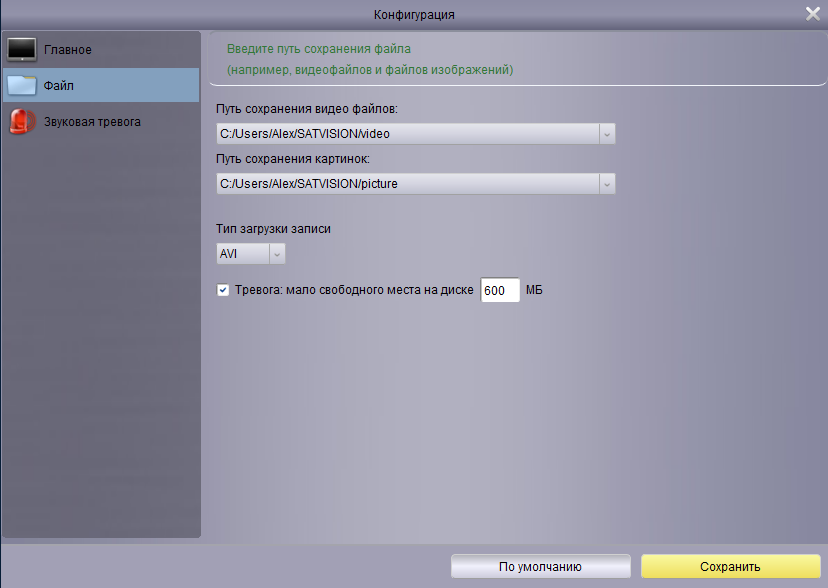 Конфигурация
Главное
Файл
Звуковая тревога
Введите путь сохранения файла
(например, видеофайлов и файлов изображений)
Путь сохранения видео файлов:
C:/Users/Alex/SATVISION/video
Путь сохранения картинок:
C:/Users/Alex/SATVISION/picture
Тип загрузки записи
AVI
Тревога: мало свободного места на диске 600 МБ
По умолчанию Сохранить